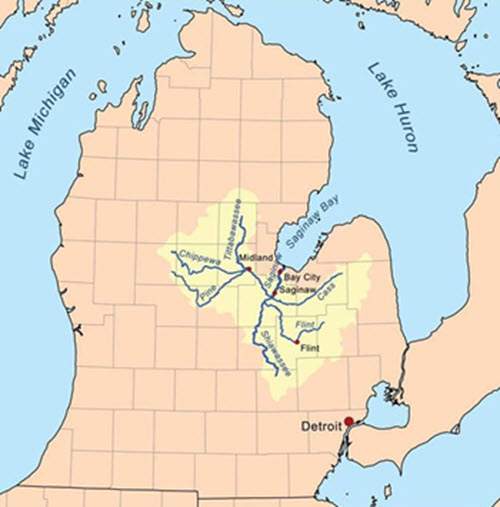 Lake Michigan
Lake Huron
Saginaw Bay
Tittabawassee
Midland
Chippewa
Saginaw
Bay City
Pine
Saginaw
Cass
Flint
Shiawassee
Flint
Detroit